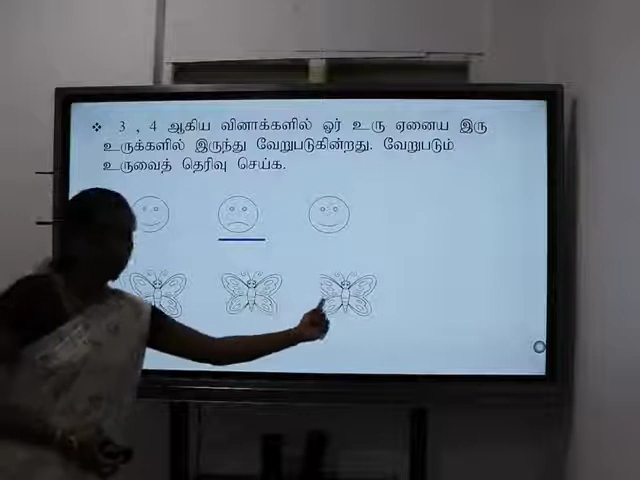 ❖ 3 , 4 ஆகிய வினாக்களில் ஓர் உரு ஏனைய இரு
உருக்களில் இருந்து வேறுபடுகின்றது. வேறுபடும்
உருவைத் தெரிவு செய்க.